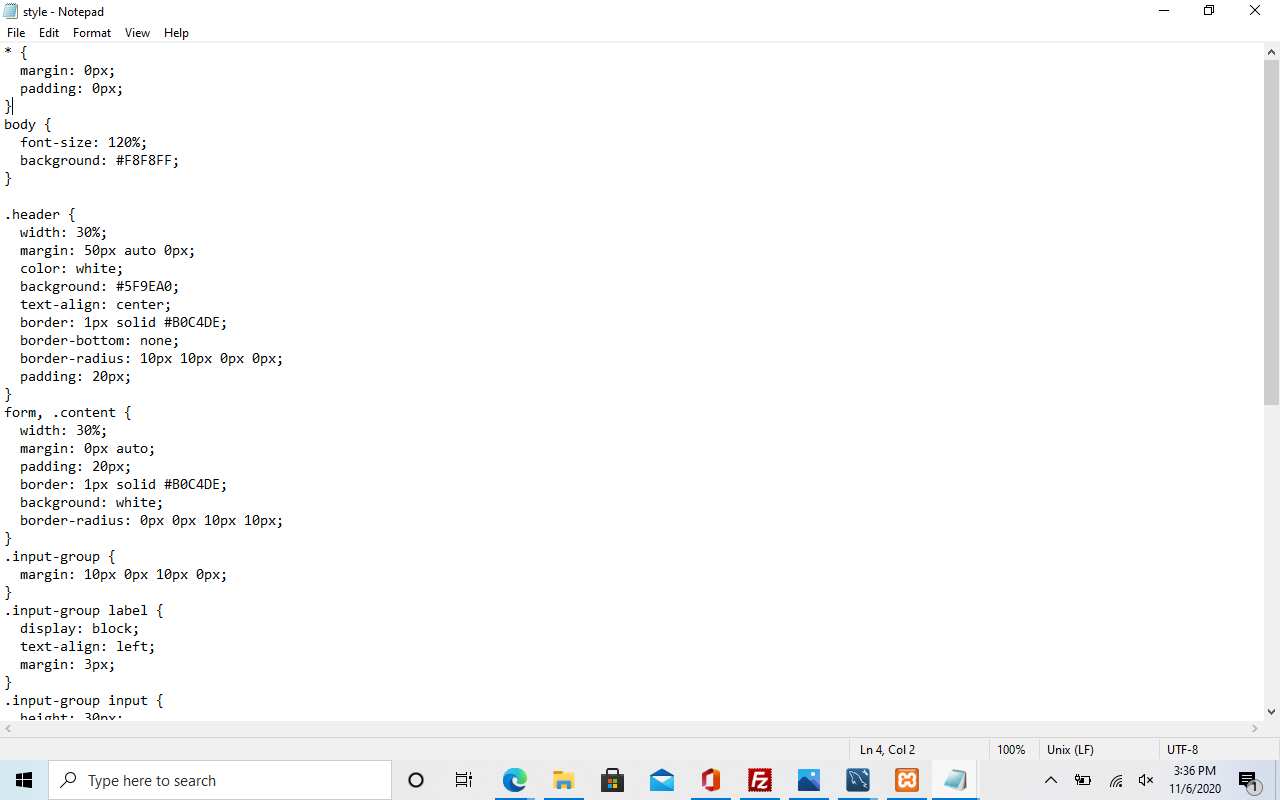 style - Notepad
File Edit Format View Help
* {
  margin: 0px;
  padding: 0px;
}
body {
  font-size: 120%;
  background: #F8F8FF;
}

.header {
  width: 30%;
  margin: 50px auto 0px;
  color: white;
  background: #5F9EA0;
  text-align: center;
  border: 1px solid #B0C4DE;
  border-bottom: none;
  border-radius: 10px 10px 0px 0px;
  padding: 20px;
}
form, .content {
  width: 30%;
  margin: 0px auto;
  padding: 20px;
  border: 1px solid #B0C4DE;
  background: white;
  border-radius: 0px 0px 10px 10px;
}
.input-group {
  margin: 10px 0px 10px 0px;
}
.input-group label {
  display: block;
  text-align: left;
  margin: 3px;
}
.input-group input {
  height: 30px;
Ln 4, Col 2 100% Unix (LF) UTF-8
Type here to search
3:36 PM
11/6/2020
1